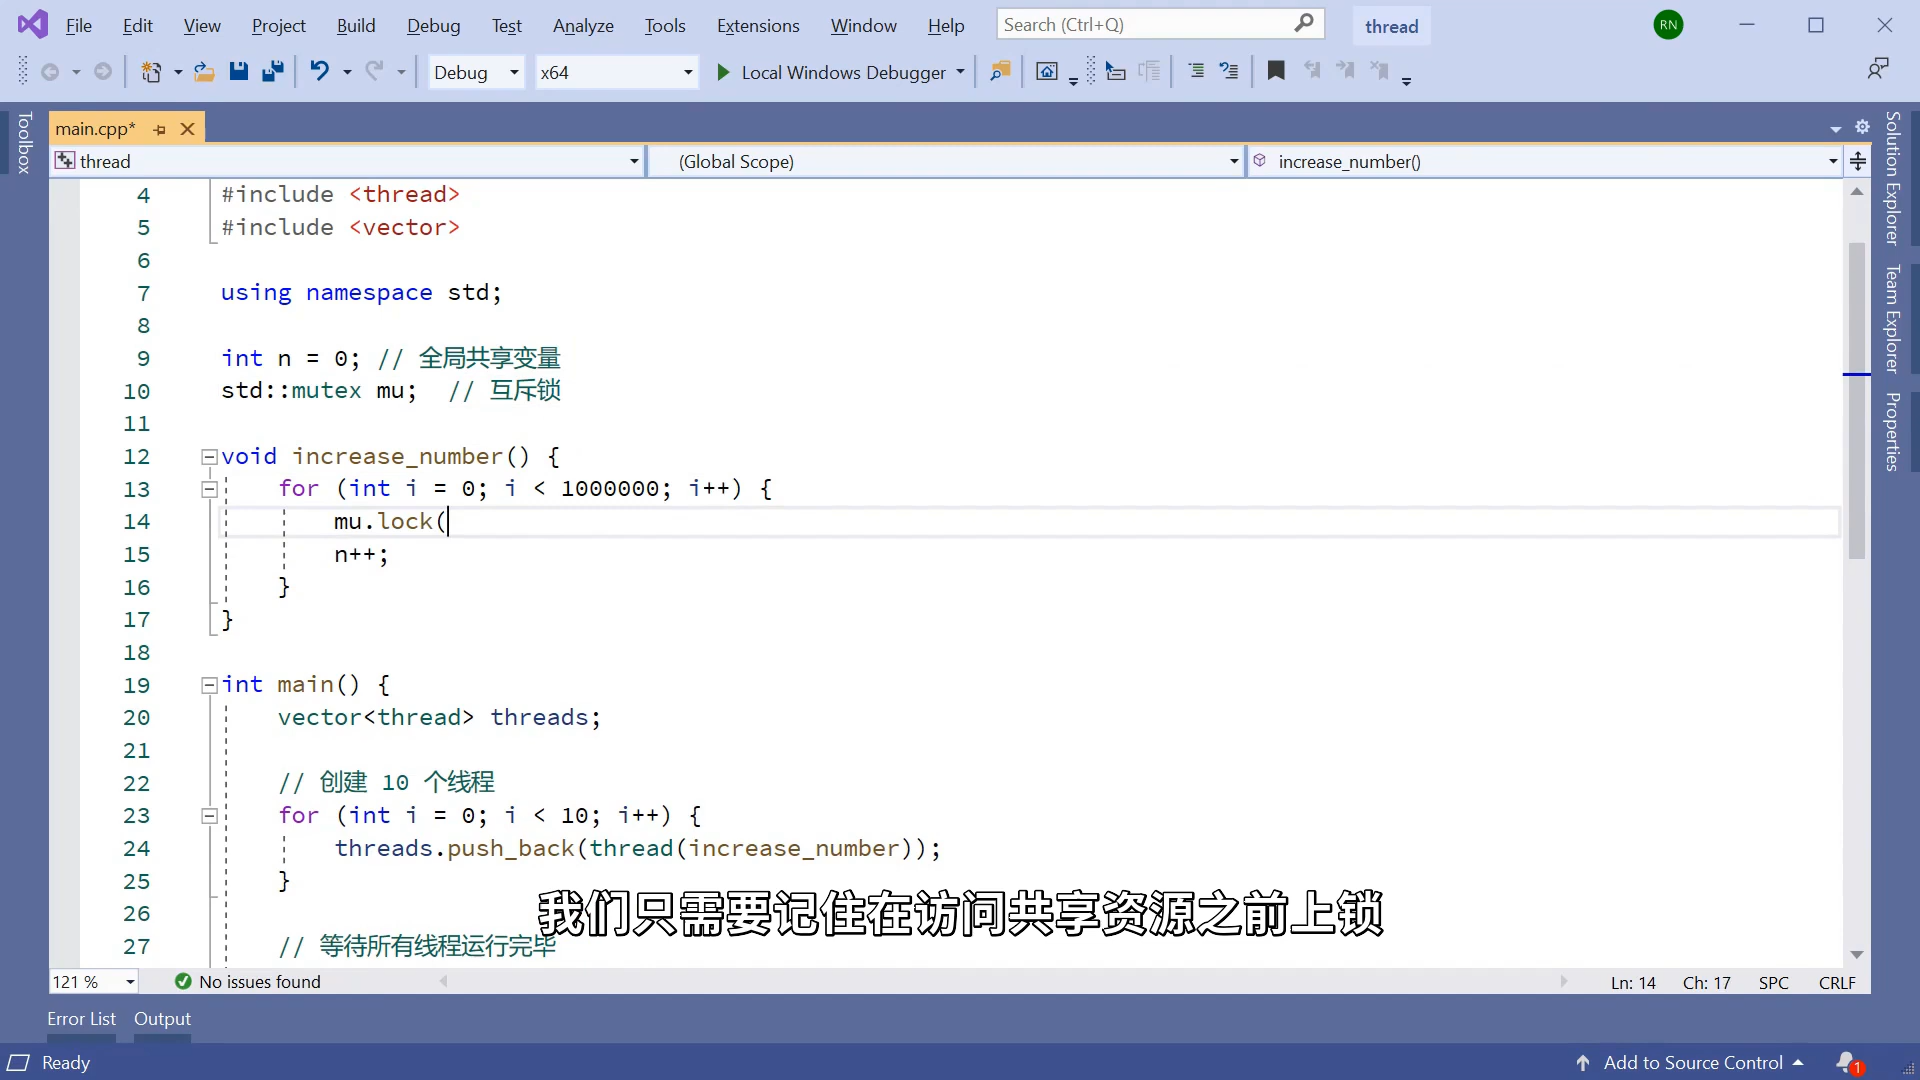 File Edit View Project Build Debug Test Analyze Tools Extensions Window Help Search (Ctrl+Q) thread RN
Debug x64 Local Windows Debugger
Toolbox
main.cpp*
thread (Global Scope) increase_number()
4 #include <thread>
5 #include <vector>
6
7 using namespace std;
8
9 int n = 0; // 全局共享变量
10 std::mutex mu; // 互斥锁
11
12 void increase_number() {
13 for (int i = 0; i < 1000000; i++) {
14 mu.lock(
15 n++;
16 }
17 }
18
19 int main() {
20 vector<thread> threads;
21
22 // 创建 10 个线程
23 for (int i = 0; i < 10; i++) {
24 threads.push_back(thread(increase_number));
25 }
26
27 // 等待所有线程运行完毕
我们只需要记住在访问共享资源之前上锁
Solution Explorer
Team Explorer
Properties
121 % No issues found Ln: 14 Ch: 17 SPC CRLF
Error List Output
Ready Add to Source Control 1